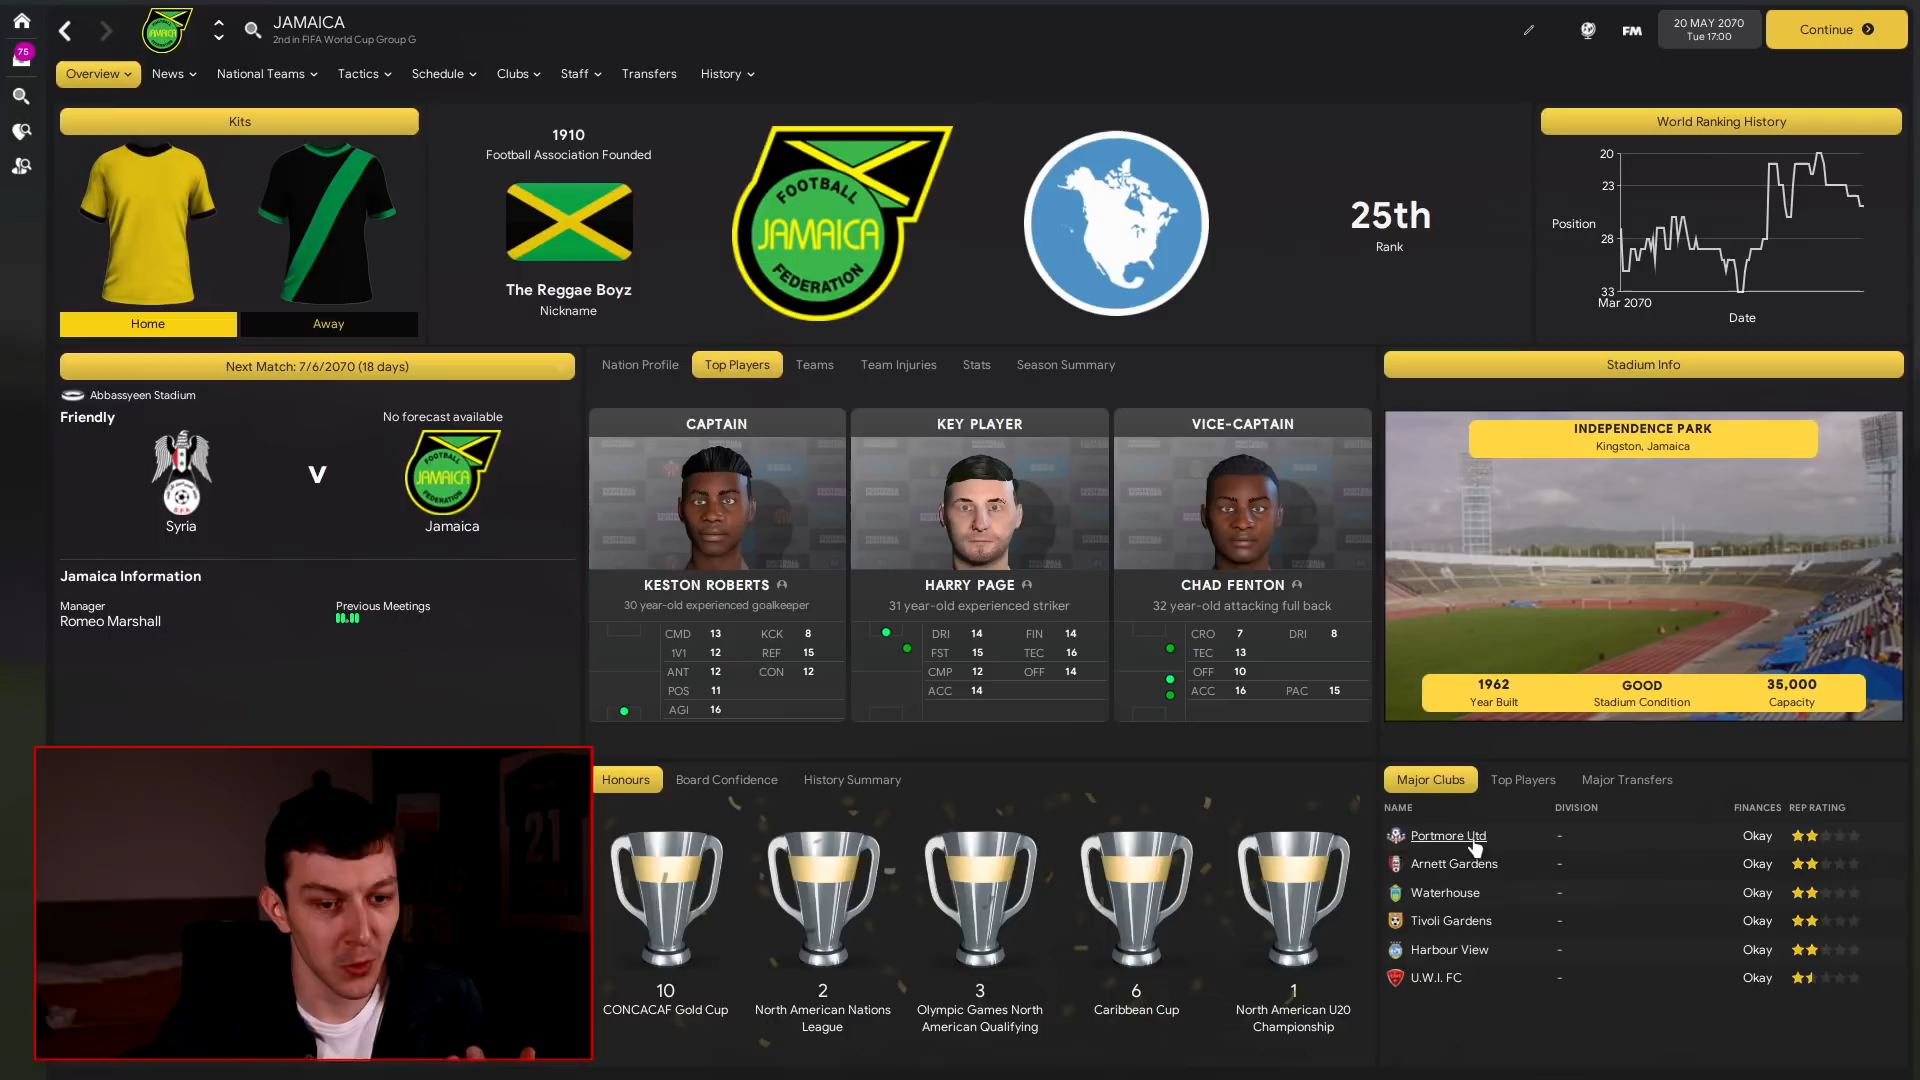 JAMAICA
2nd in FIFA World Cup Group G
FM
20 MAY 2070
Tue 17:00
Continue
75
Overview
News
National Teams
Tactics
Schedule
Clubs
Staff
Transfers
History
Kits
Home
Away
1910
Football Association Founded
The Reggae Boyz
Nickname
FOOTBALL
JAMAICA
FEDERATION
25th
Rank
World Ranking History
20
23
Position
28
33
Mar 2070
Date
Next Match: 7/6/2070 (18 days)
Abbassyeen Stadium
Friendly
No forecast available
V
FOOTBALL
JAMAICA
FEDERATION
Syria
Jamaica
Jamaica Information
Manager
Romeo Marshall
Previous Meetings
Nation Profile
Top Players
Teams
Team Injuries
Stats
Season Summary
CAPTAIN
KESTON ROBERTS
30 year-old experienced goalkeeper
CMD 13 KCK 8
1V1 12 REF 15
ANT 12 CON 12
POS 11
AGI 16
KEY PLAYER
HARRY PAGE
31 year-old experienced striker
DRI 14 FIN 14
FST 15 TEC 16
CMP 12 OFF 14
ACC 14
VICE-CAPTAIN
CHAD FENTON
32 year-old attacking full back
CRO 7 DRI 8
TEC 13
OFF 10
ACC 16 PAC 15
Stadium Info
INDEPENDENCE PARK
Kingston, Jamaica
1962
Year Built
GOOD
Stadium Condition
35,000
Capacity
21
Honours
Board Confidence
History Summary
10
CONCACAF Gold Cup
2
North American Nations
League
3
Olympic Games North
American Qualifying
6
Caribbean Cup
1
North American U20
Championship
Major Clubs
Top Players
Major Transfers
NAME DIVISION FINANCES REP RATING
Portmore Utd - Okay
Arnett Gardens - Okay
Waterhouse - Okay
Tivoli Gardens - Okay
Harbour View - Okay
U.W.I. FC - Okay